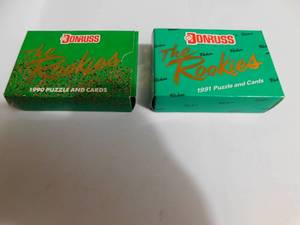 DONRUSS
The
Rookies
1990 PUZZLE AND CARDS
DONRUSS
The
Rookies
1991 Puzzle and Cards